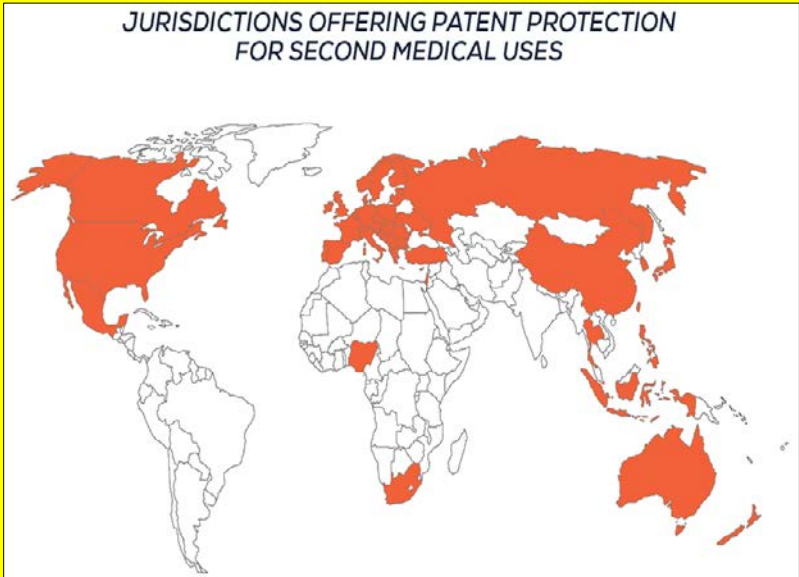 JURISDICTIONS OFFERING PATENT PROTECTION
FOR SECOND MEDICAL USES